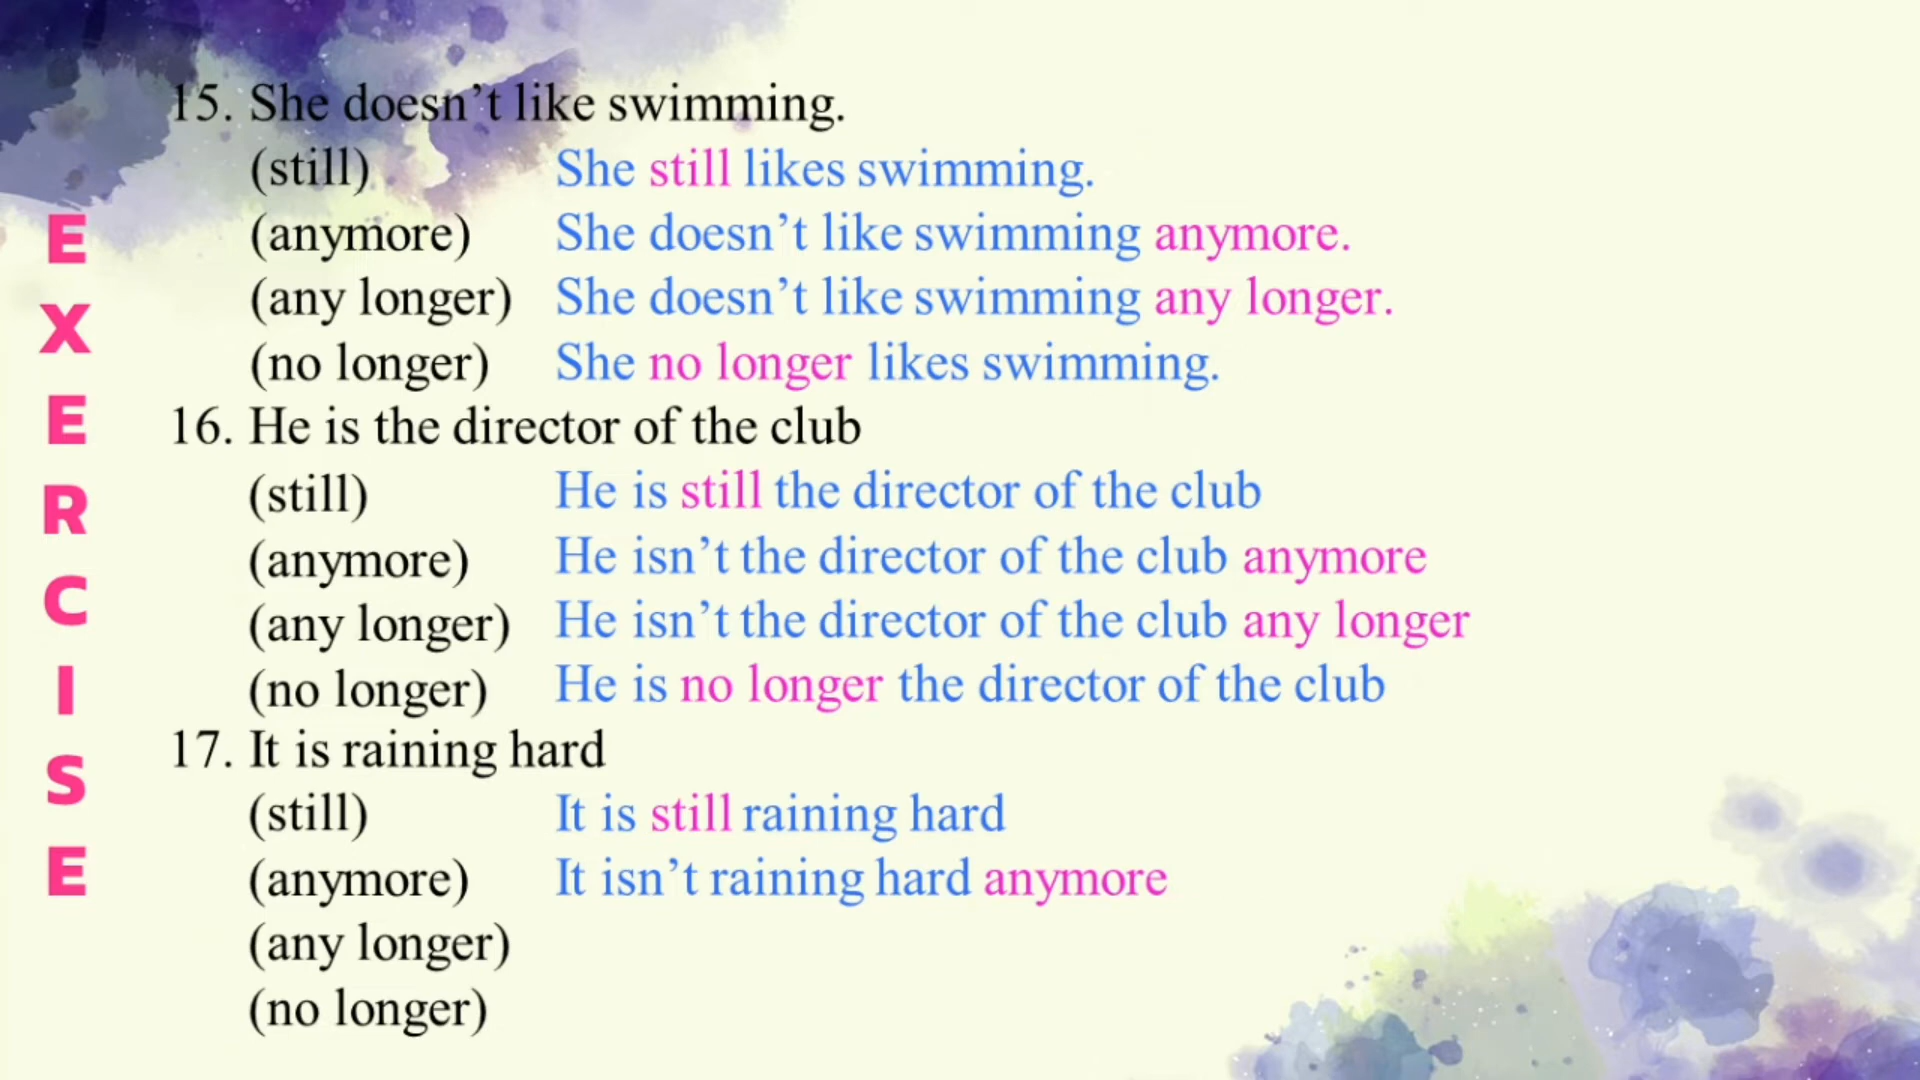 EXERCISE
15. She doesn’t like swimming.
(still) She still likes swimming.
(anymore) She doesn’t like swimming anymore.
(any longer) She doesn’t like swimming any longer.
(no longer) She no longer likes swimming.
16. He is the director of the club
(still) He is still the director of the club
(anymore) He isn’t the director of the club anymore
(any longer) He isn’t the director of the club any longer
(no longer) He is no longer the director of the club
17. It is raining hard
(still) It is still raining hard
(anymore) It isn’t raining hard anymore
(any longer)
(no longer)